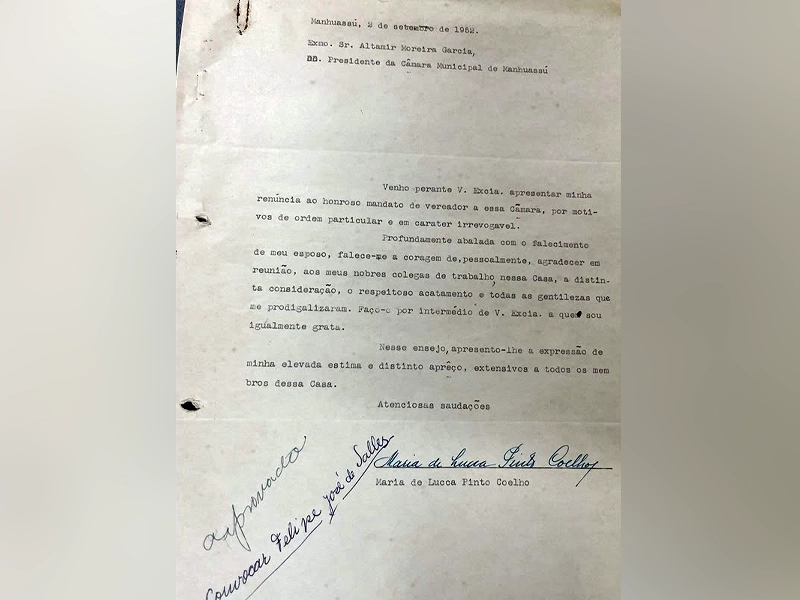 Manhuassú, 2 de setembro de 1952.
Exmo. Sr. Altamir Moreira Garcia,
DD. Presidente da Câmara Municipal de Manhuassú
Venho perante V. Excia. apresentar minha
renúncia ao honroso mandato de vereador a essa Câmara, por moti-
vos de ordem particular e em carater irrevogavel.
Profundamente abalada com o falecimento
de meu esposo, falece-me a coragem de, pessoalmente, agradecer em
reunião, aos meus nobres colegas de trabalho, nessa Casa, a distin-
ta consideração, o respeitoso acatamento e todas as gentilezas que
me prodigalizaram. Faço-o por intermédio de V. Excia. a quem sou
igualmente grata.
Nesse ensejo, apresento-lhe a expressão de
minha elevada estima e distinto aprêço, extensivos a todos os mem
bros dessa Casa.
Atenciosas saudações
Maria de Lucca Pinto Coelho
Maria de Lucca Pinto Coelho
aprovado
Convocar Felipe José de Salles